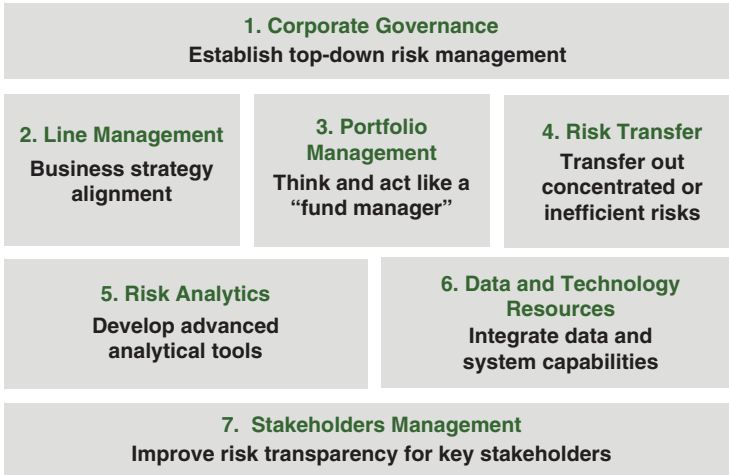 1. Corporate Governance
Establish top-down risk management
2. Line Management
Business strategy
alignment
3. Portfolio
Management
Think and act like a
“fund manager”
4. Risk Transfer
Transfer out
concentrated or
inefficient risks
5. Risk Analytics
Develop advanced
analytical tools
6. Data and Technology
Resources
Integrate data and
system capabilities
7. Stakeholders Management
Improve risk transparency for key stakeholders